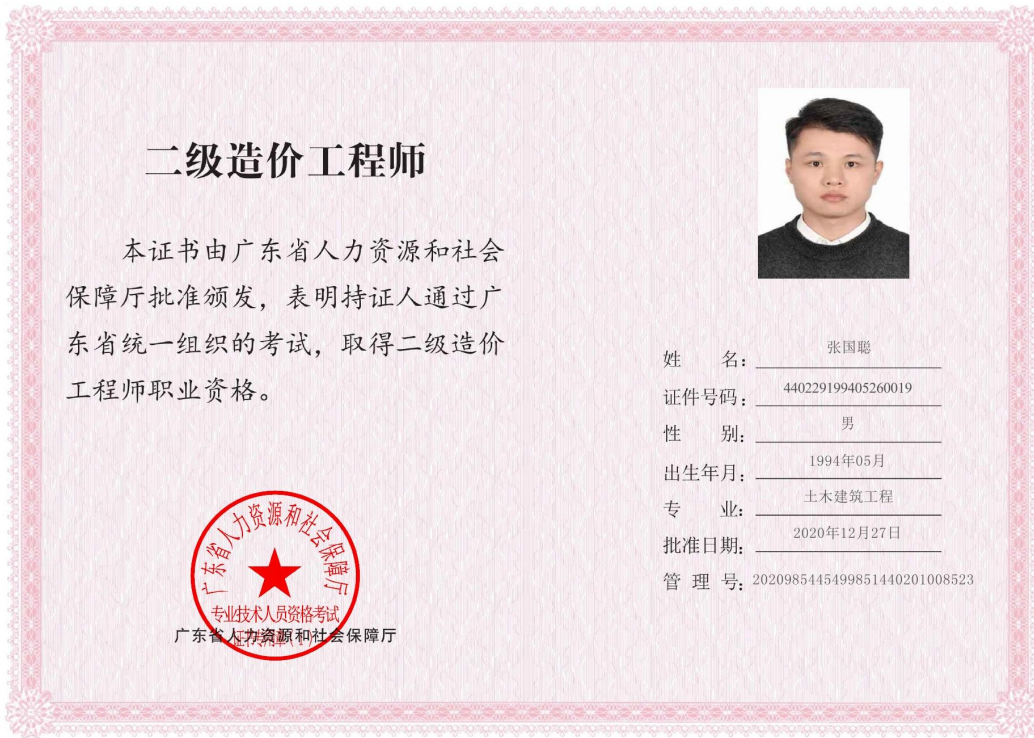 二级造价工程师
本证书由广东省人力资源和社会
保障厅批准颁发，表明持证人通过广
东省统一组织的考试，取得二级造价
工程师职业资格。
广东省人力资源和社会保障厅
专业技术人员资格考试
广东省人力资源和社会保障厅
姓 名：张国聪
证件号码：440229199405260019
性 别：男
出生年月：1994年05月
专 业：土木建筑工程
批准日期：2020年12月27日
管 理 号：20209854454998514402010085​23